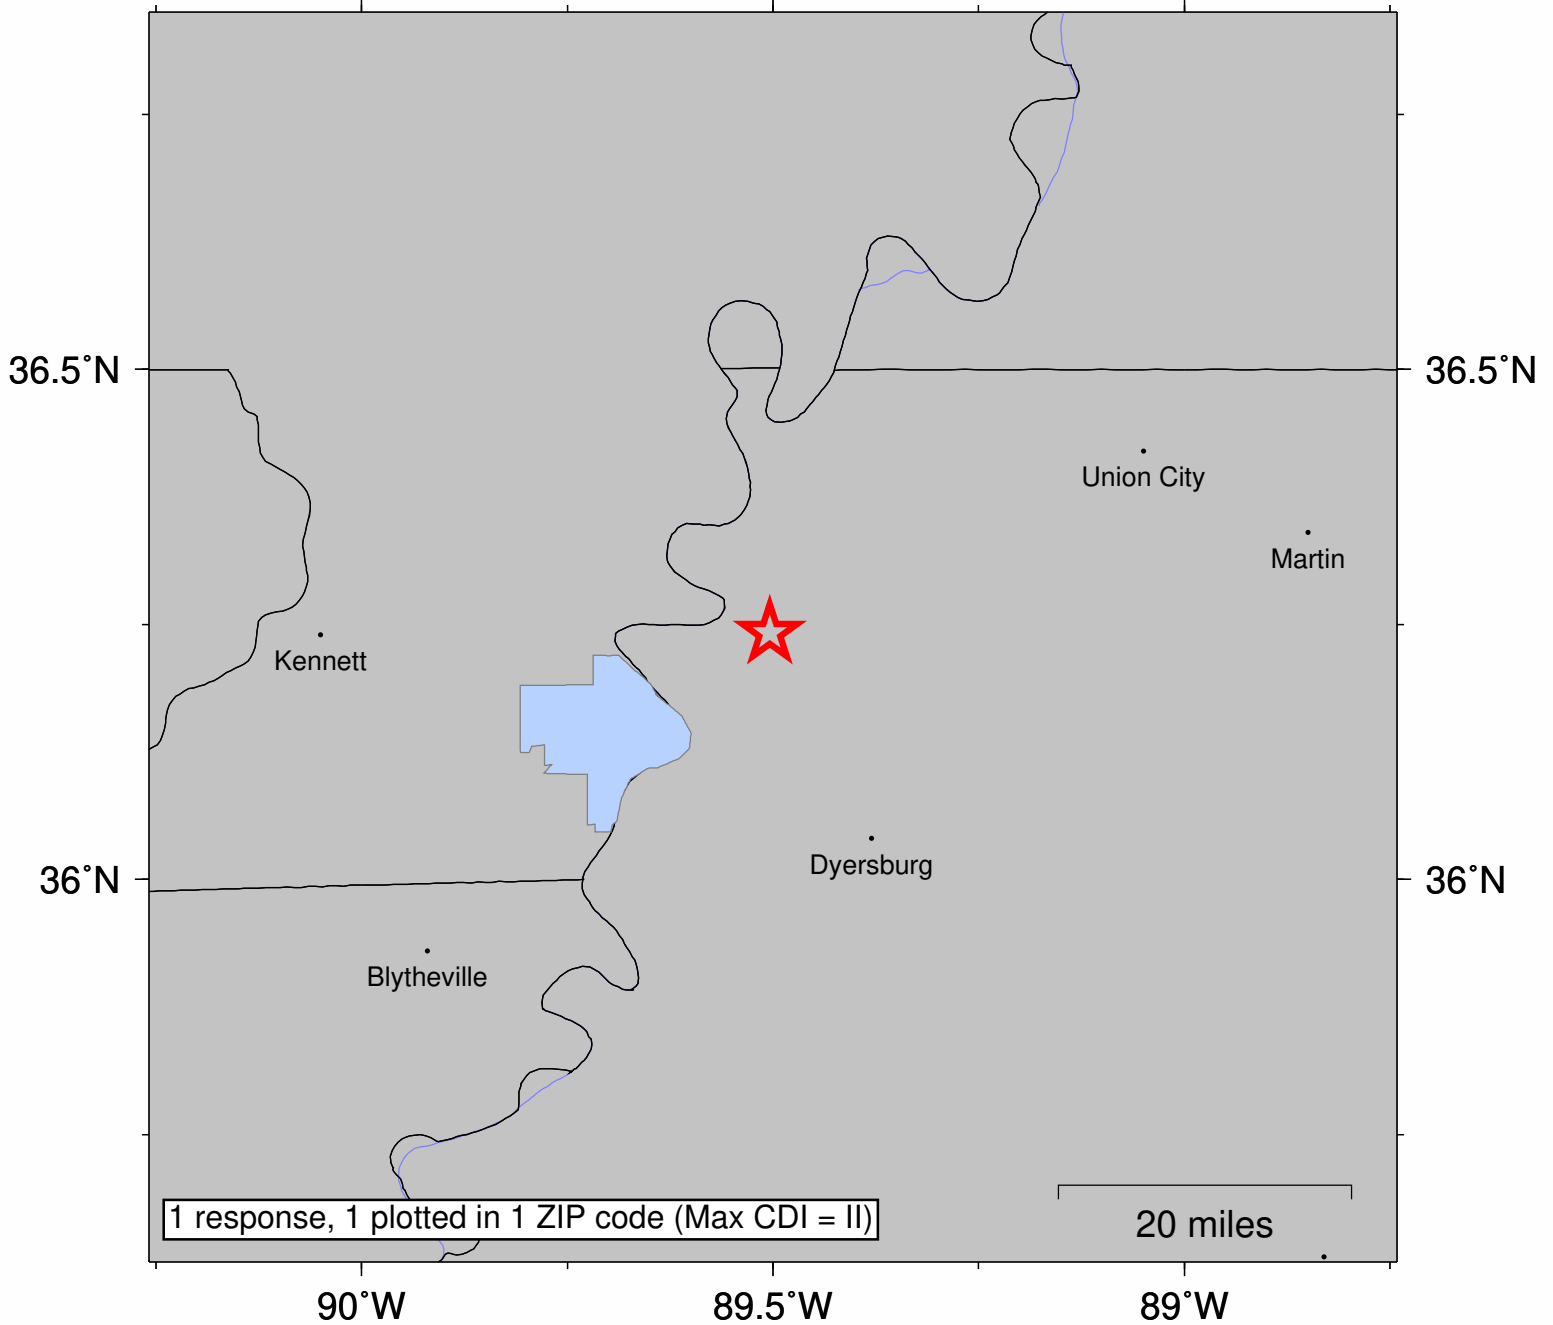 36.5°N
36.5°N
Union City
Martin
Kennett
Dyersburg
36°N
36°N
Blytheville
1 response, 1 plotted in 1 ZIP code (Max CDI = II)
20 miles
90°W
89.5°W
89°W